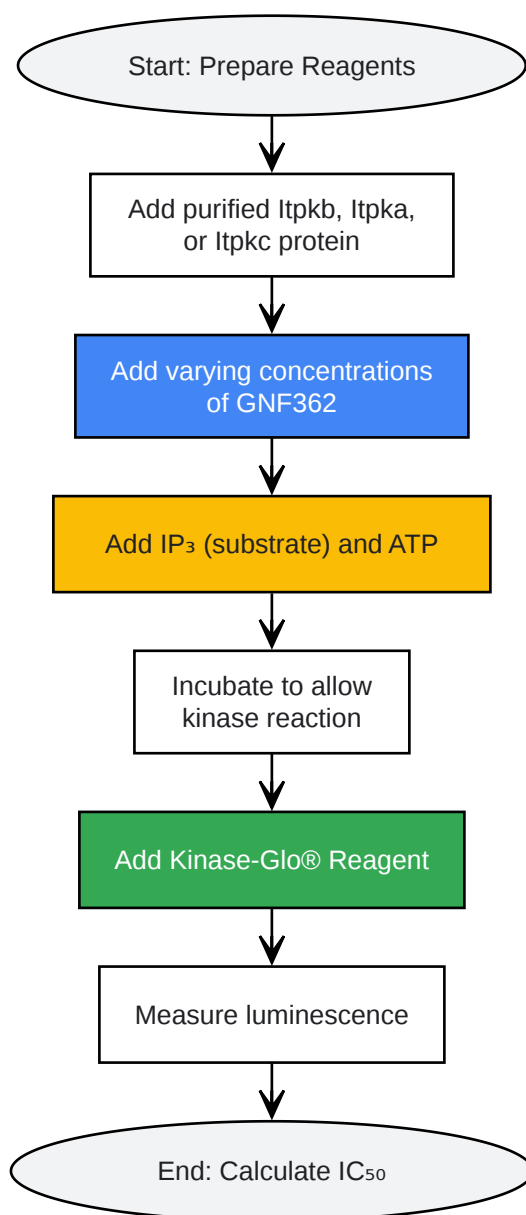 Start: Prepare Reagents
Add purified Itpkb, Itpka,
or Itpkc protein
Add varying concentrations
of GNF362
Add IP₃ (substrate) and ATP
Incubate to allow
kinase reaction
Add Kinase-Glo® Reagent
Measure luminescence
End: Calculate IC₅₀